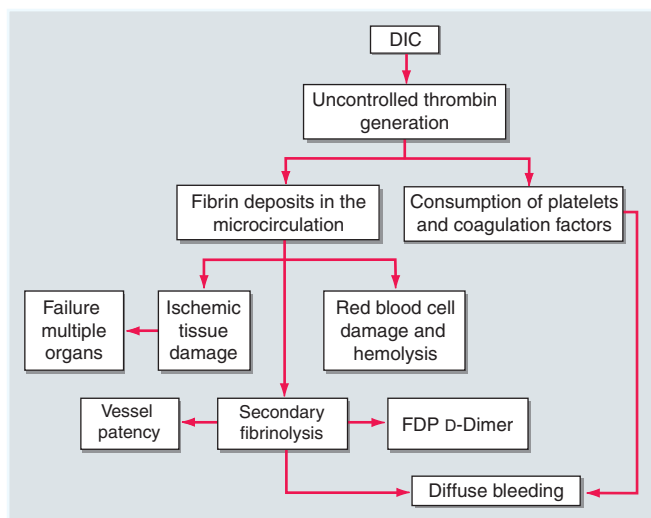 DIC
Uncontrolled thrombin
generation
Fibrin deposits in the
microcirculation
Consumption of platelets
and coagulation factors
Failure
multiple
organs
Ischemic
tissue
damage
Red blood cell
damage and
hemolysis
Vessel
patency
Secondary
fibrinolysis
FDP D-Dimer
Diffuse bleeding